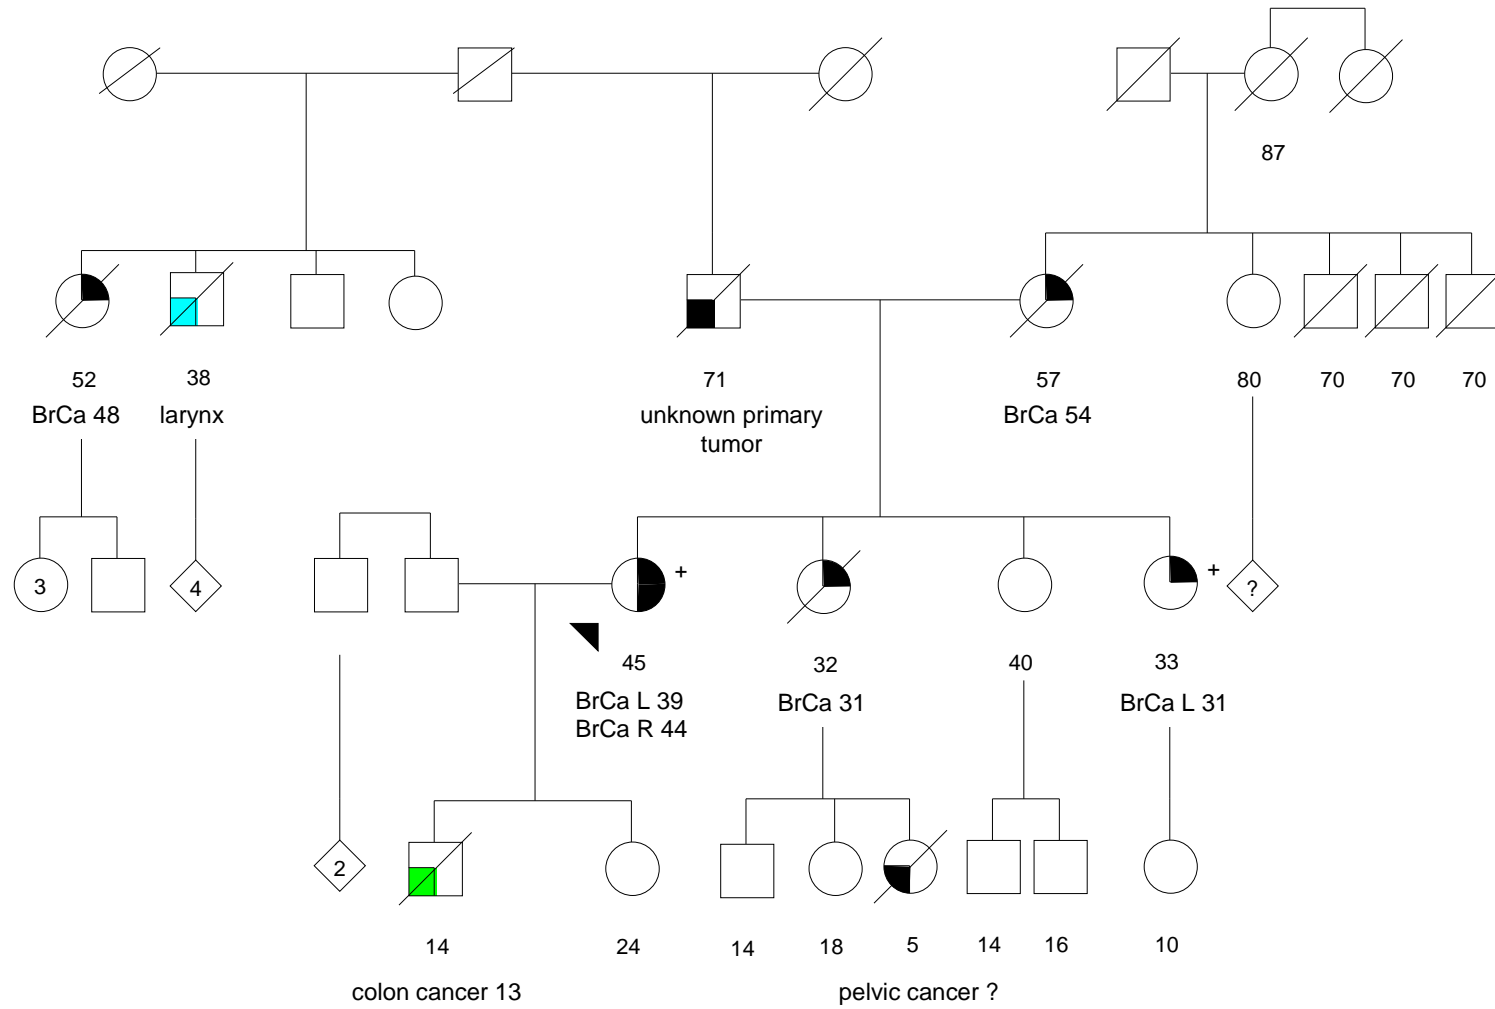 87
52 38 71 57 80 70 70 70
BrCa 48 larynx unknown primary BrCa 54
tumor
3 4 + + ?
45 32 40 33
BrCa L 39 BrCa 31 BrCa L 31
BrCa R 44
2
14 24 14 18 5 14 16 10
colon cancer 13 pelvic cancer ?